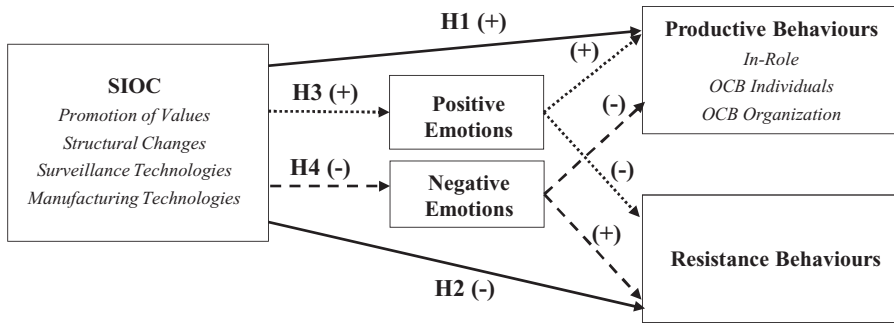 H1 (+)
SIOC
Promotion of Values
Structural Changes
Surveillance Technologies
Manufacturing Technologies
H3 (+)
H4 (-)
H2 (-)
Positive
Emotions
Negative
Emotions
(+)
(-)
(-)
(+)
Productive Behaviours
In-Role
OCB Individuals
OCB Organization
Resistance Behaviours